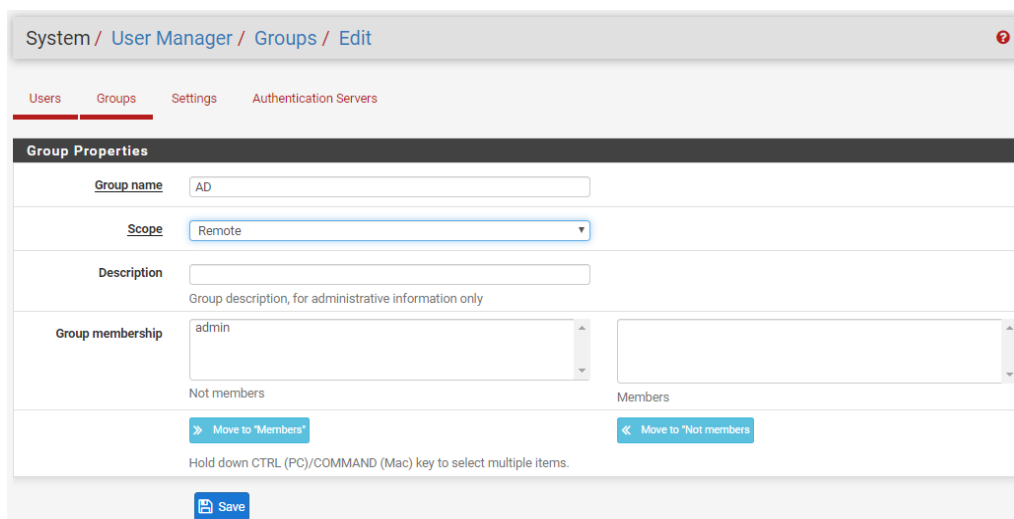 System / User Manager / Groups / Edit
Users Groups Settings Authentication Servers
Group Properties
Group name AD
Scope Remote
Description
Group description, for administrative information only
Group membership admin
Not members Members
Move to "Members" Move to "Not members
Hold down CTRL (PC)/COMMAND (Mac) key to select multiple items.
Save